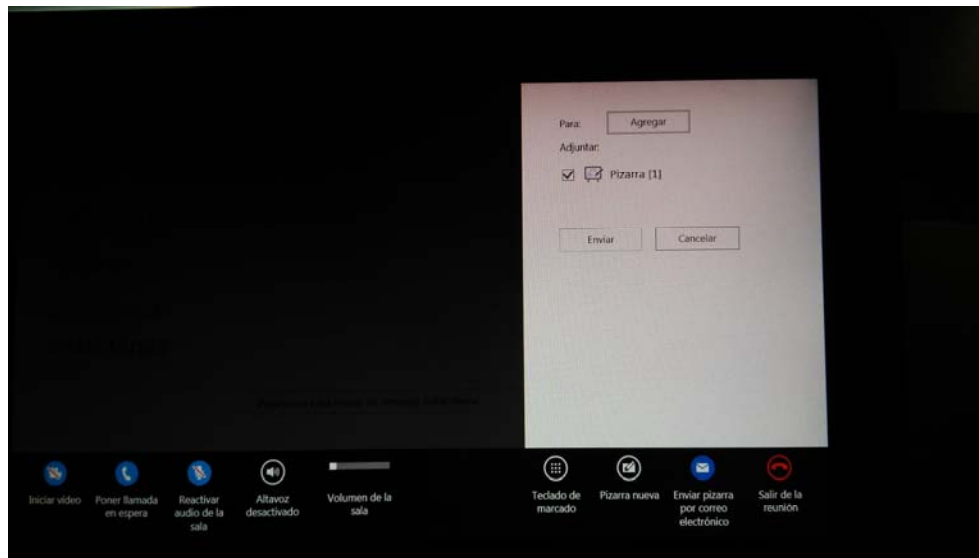 Para:
Agregar
Adjuntar:
Pizarra [1]
Enviar
Cancelar
Iniciar vídeo
Poner llamada
en espera
Reactivar
audio de la
sala
Altavoz
desactivado
Volumen de la
sala
Teclado de
marcado
Pizarra nueva
Enviar pizarra
por correo
electrónico
Salir de la
reunión